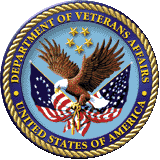 DEPARTMENT OF VETERANS AFFAIRS
UNITED STATES OF AMERICA